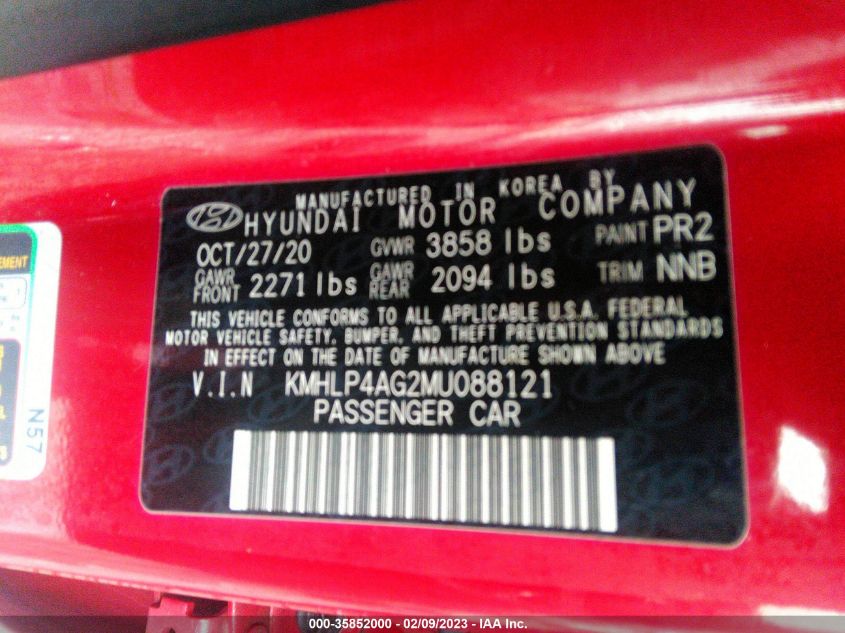 MANUFACTURED IN KOREA BY
HYUNDAI MOTOR COMPANY
OCT/27/20 GVWR 3858 lbs PAINT PR2
GAWR FRONT 2271 lbs GAWR REAR 2094 lbs TRIM NNB
THIS VEHICLE CONFORMS TO ALL APPLICABLE U.S.A. FEDERAL
MOTOR VEHICLE SAFETY, BUMPER, AND THEFT PREVENTION STANDARDS
IN EFFECT ON THE DATE OF MANUFACTURE SHOWN ABOVE
V.I.N KMHLP4AG2MU088121
PASSENGER CAR
N57
000-35852000 - 02/09/2023 - IAA Inc.